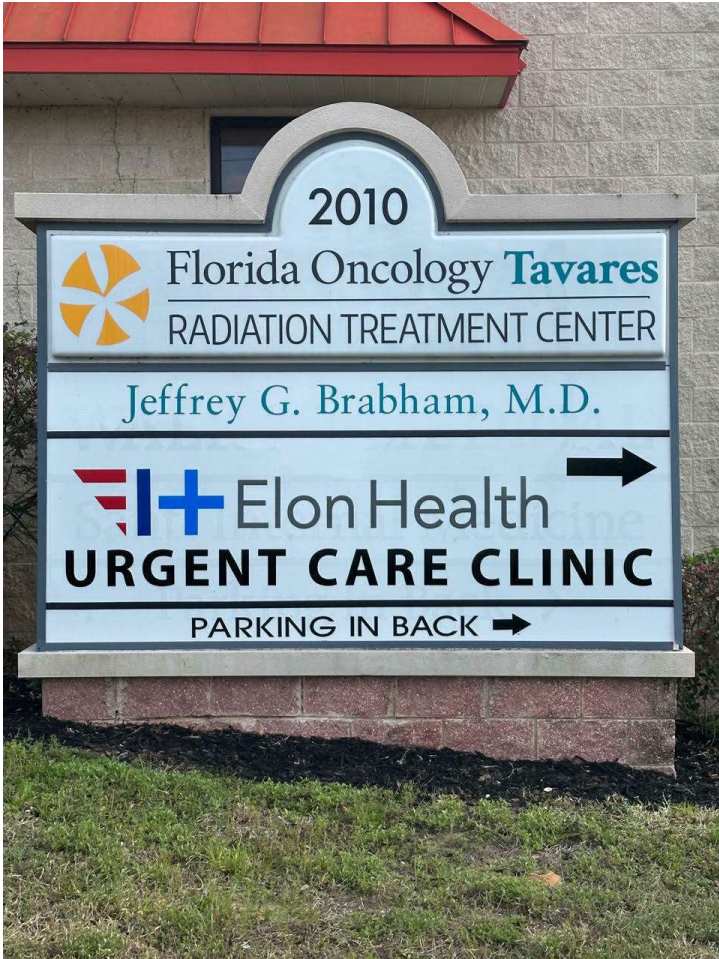 2010
Florida Oncology Tavares
RADIATION TREATMENT CENTER
Jeffrey G. Brabham, M.D.
Elon Health
URGENT CARE CLINIC
PARKING IN BACK